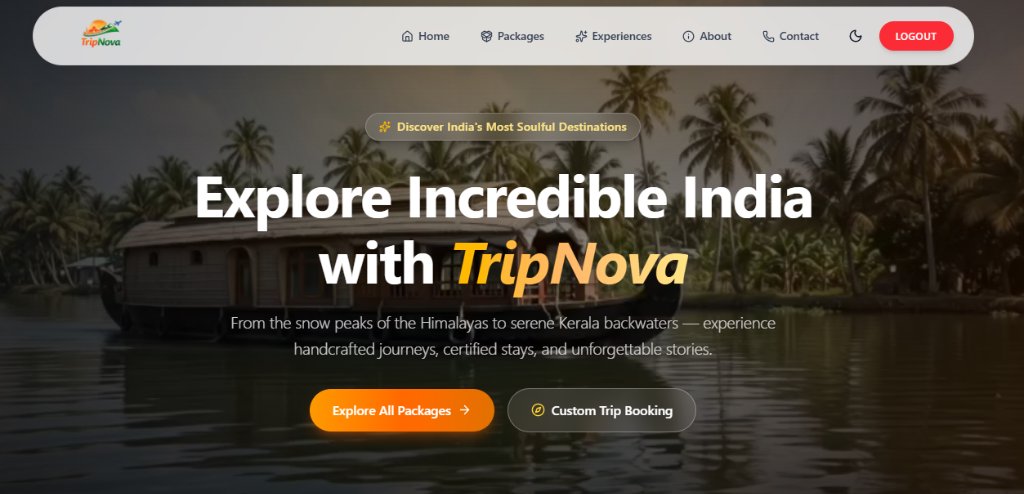 TripNova
Home
Packages
Experiences
About
Contact
LOGOUT
Discover India's Most Soulful Destinations
Explore Incredible India
with TripNova
From the snow peaks of the Himalayas to serene Kerala backwaters — experience
handcrafted journeys, certified stays, and unforgettable stories.
Explore All Packages →
Custom Trip Booking